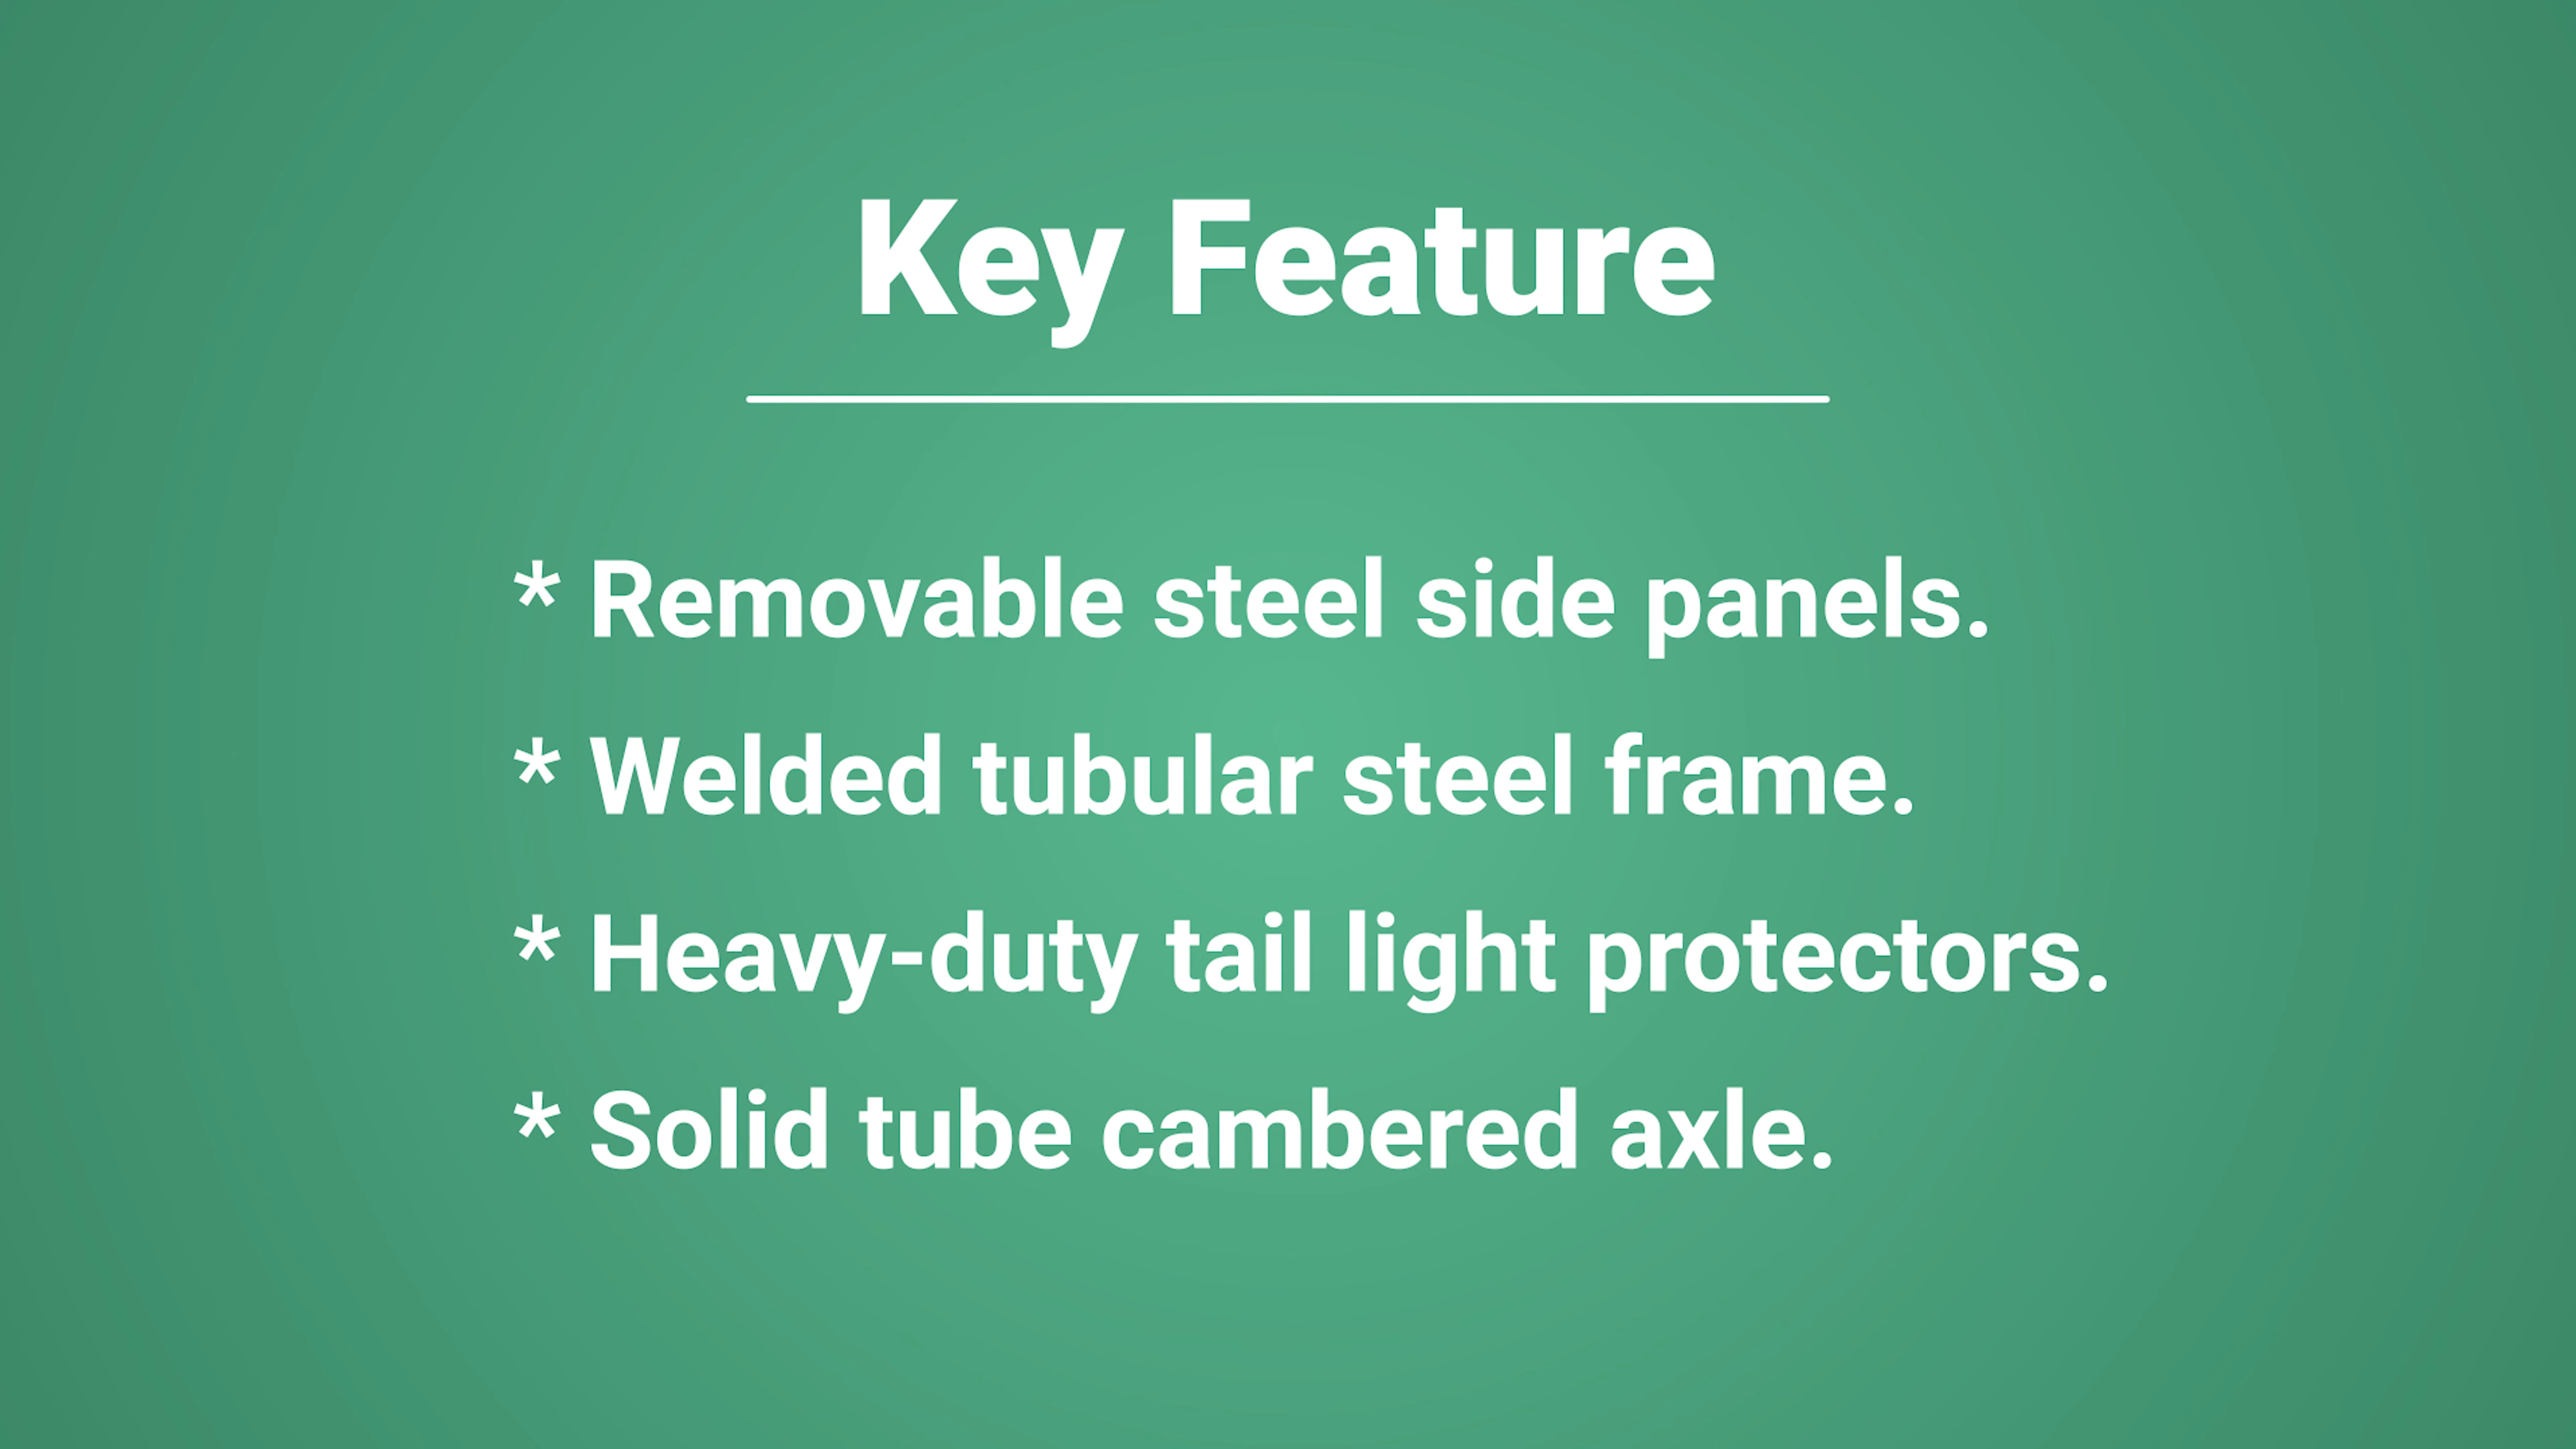 Key Feature
* Removable steel side panels.
* Welded tubular steel frame.
* Heavy-duty tail light protectors.
* Solid tube cambered axle.